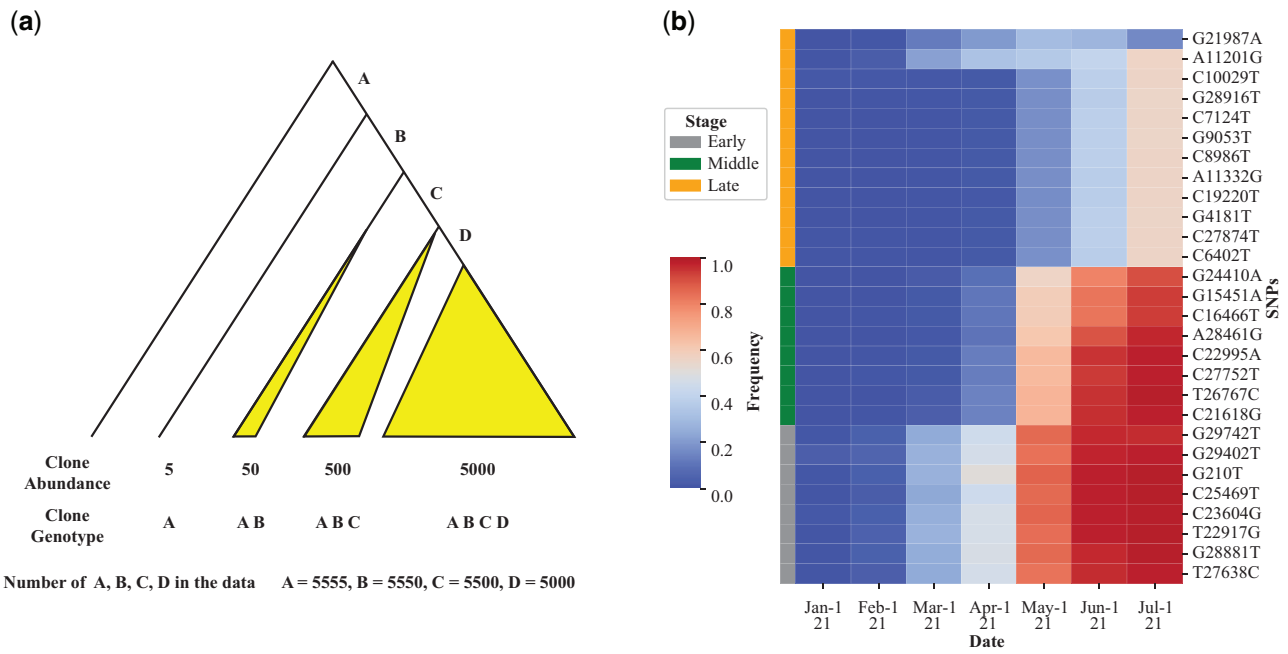 (a)
A
B
C
D
Clone Abundance 5 50 500 5000
Clone Genotype A A B A B C A B C D
Number of A, B, C, D in the data A = 5555, B = 5550, C = 5500, D = 5000
(b)
Stage
Early
Middle
Late
1.0
0.8
0.6
0.4
0.2
0.0
Frequency
G21987A
A11201G
C10029T
G28916T
C7124T
G9053T
C8986T
A11332G
C19220T
G4181T
C27874T
C6402T
G24410A
G15451A
C16466T
A28461G
C22995A
C27752T
T26767C
C21618G
G29742T
G29402T
G210T
C25469T
C23604G
T22917G
G28881T
T27638C
SNPs
Jan-1 Feb-1 Mar-1 Apr-1 May-1 Jun-1 Jul-1
21 21 21 21 21 21 21
Date